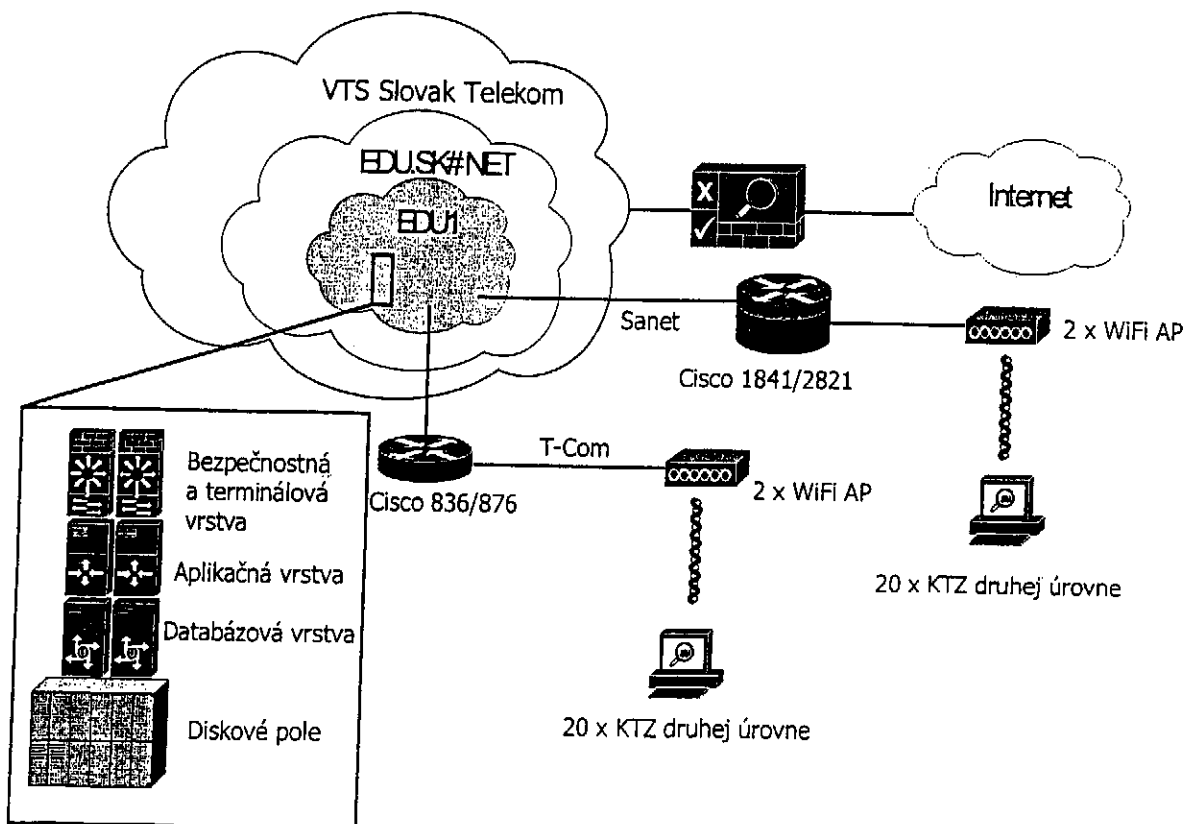 VTS Slovak Telekom
EDU.SK#NET
EDU1
Internet
Sanet
2 x WiFi AP
Cisco 1841/2821
T-Com
Cisco 836/876
2 x WiFi AP
20 x KTZ druhej úrovne
20 x KTZ druhej úrovne
Bezpečnostná
a terminálová
vrstva
Aplikačná vrstva
Databázová vrstva
Diskové pole